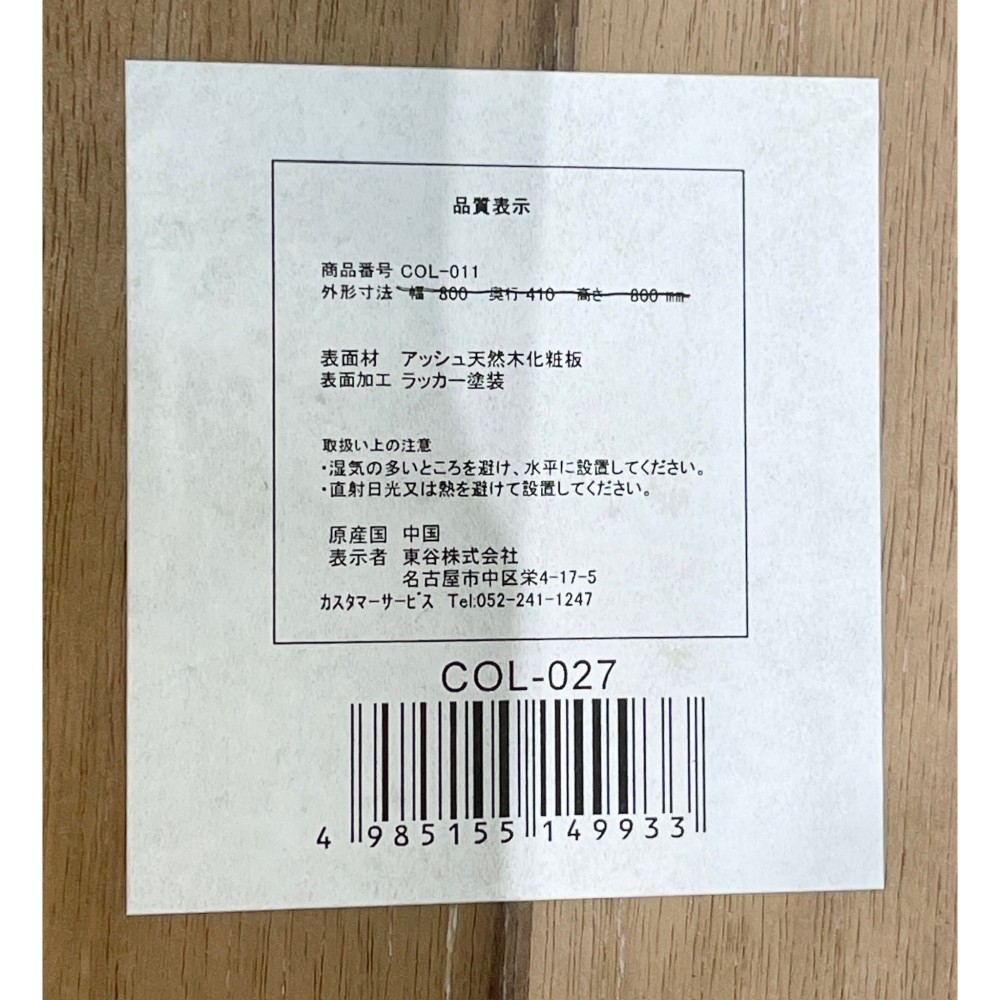 品質表示
商品番号 COL-011
外形寸法 幅 800 奥行 410 高さ 800 mm
表面材 アッシュ天然木化粧板
表面加工 ラッカー塗装
取扱い上の注意
・湿気の多いところを避け、水平に設置してください。
・直射日光又は熱を避けて設置してください。
原産国 中国
表示者 東谷株式会社
名古屋市中区栄4-17-5
カスタマーサービス Tel:052-241-1247
COL-027
4 985155 149933